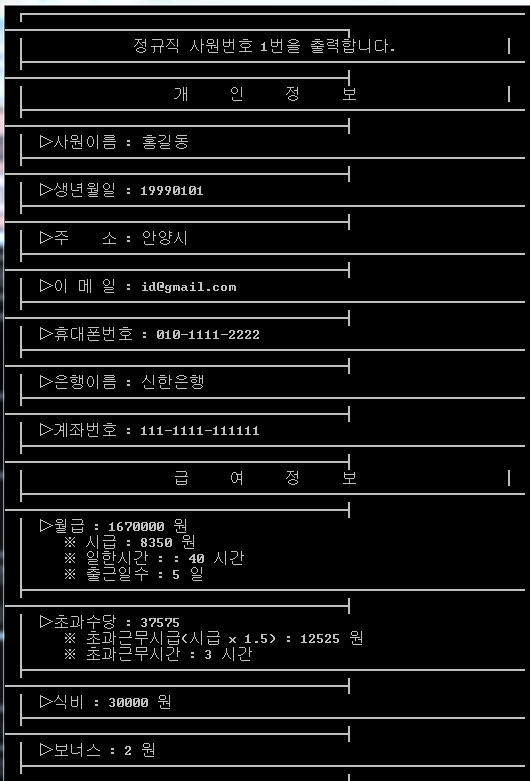 정규직 사원번호 1번을 출력합니다.
개 인 정 보
▷사원이름 : 홍길동
▷생년월일 : 19990101
▷주 소 : 안양시
▷이 메 일 : id@gmail.com
▷휴대폰번호 : 010-1111-2222
▷은행이름 : 신한은행
▷계좌번호 : 111-1111-111111
급 여 정 보
▷월급 : 1670000 원
※ 시급 : 8350 원
※ 일한시간 : : 40 시간
※ 출근일수 : 5 일
▷초과수당 : 37575
※ 초과근무시급(시급 x 1.5) : 12525 원
※ 초과근무시간 : 3 시간
▷식비 : 30000 원
▷보너스 : 2 원